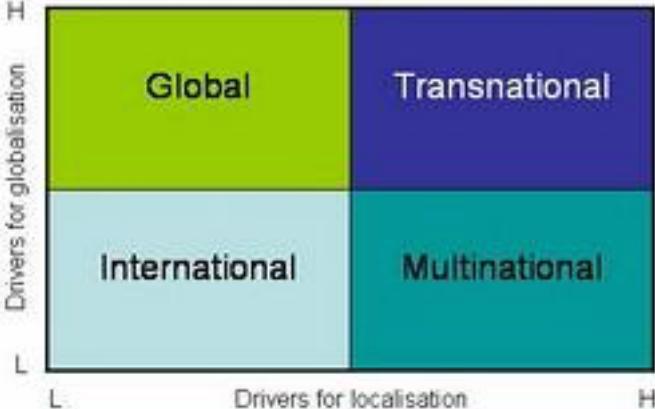 H
Drivers for globalisation
Global
Transnational
International
Multinational
L
L
Drivers for localisation
H